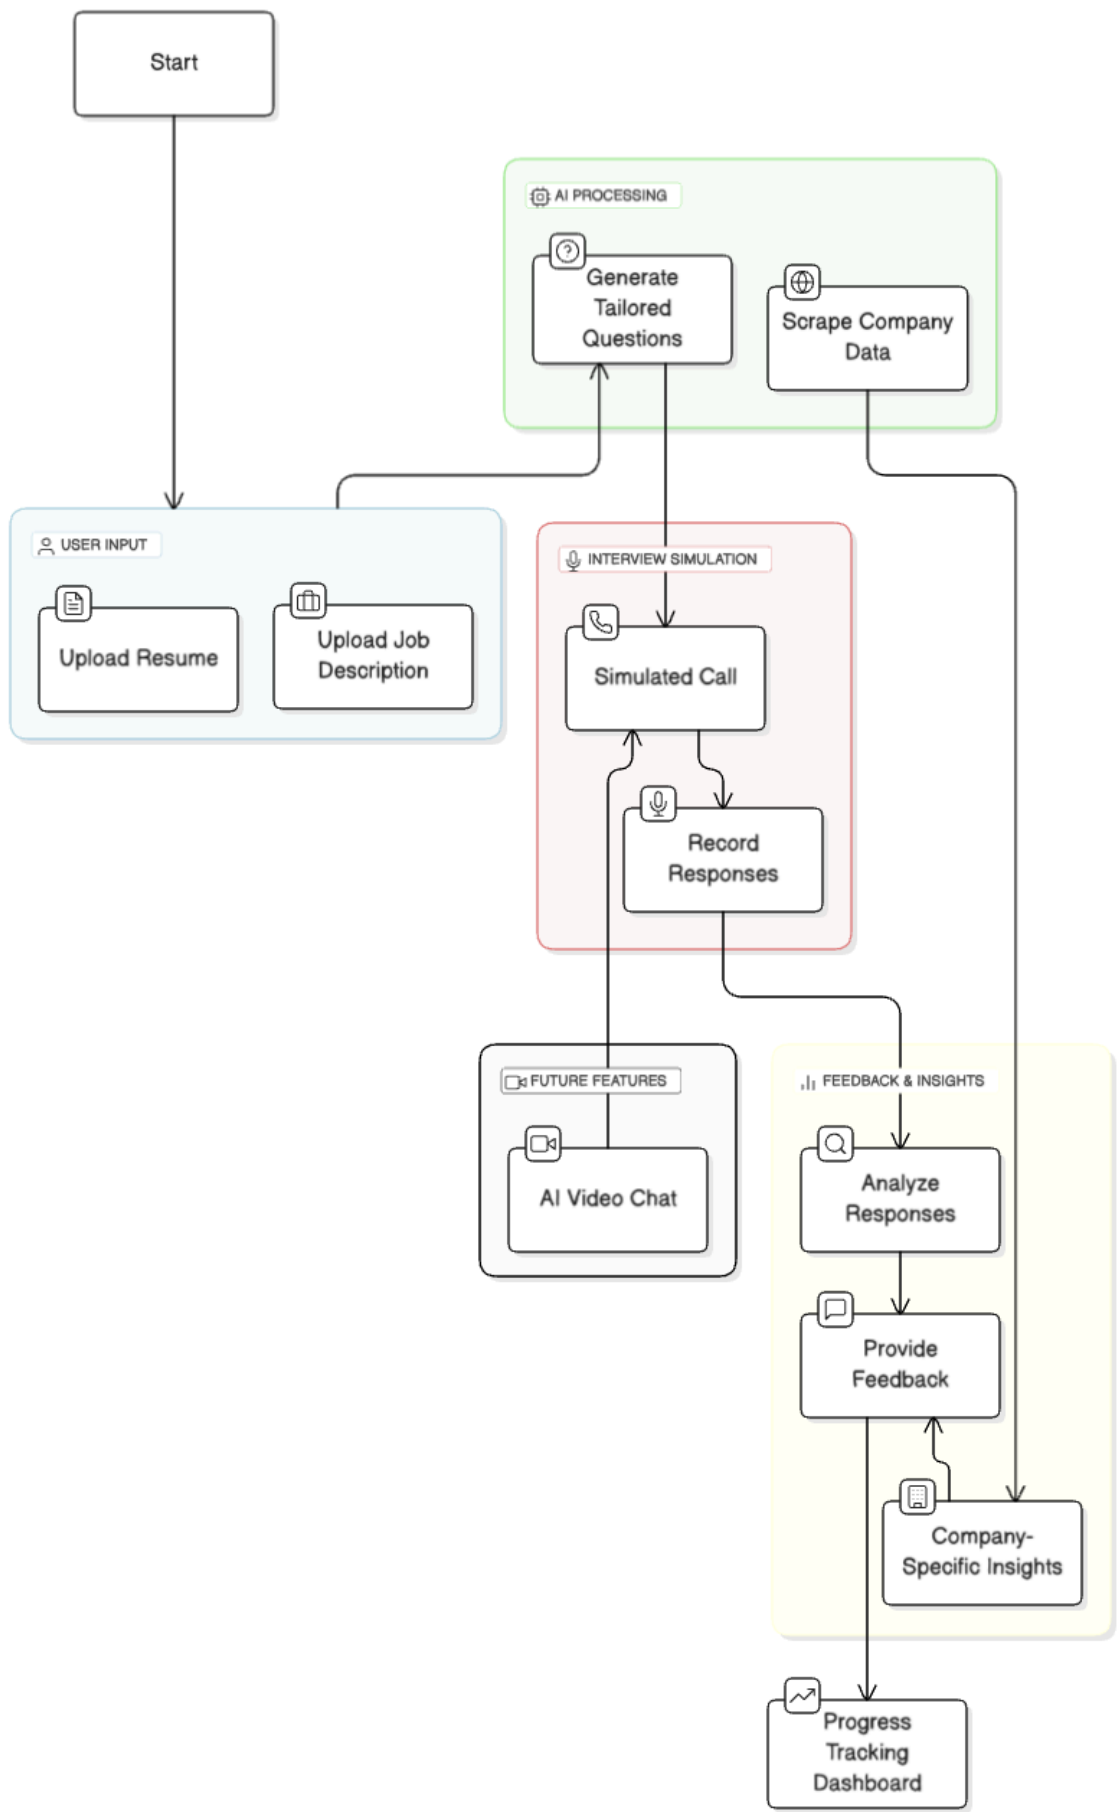 Start
AI PROCESSING
Generate
Tailored
Questions
Scrape Company
Data
USER INPUT
Upload Resume
Upload Job
Description
INTERVIEW SIMULATION
Simulated Call
Record
Responses
FUTURE FEATURES
AI Video Chat
FEEDBACK & INSIGHTS
Analyze
Responses
Provide
Feedback
Company-
Specific Insights
Progress
Tracking
Dashboard